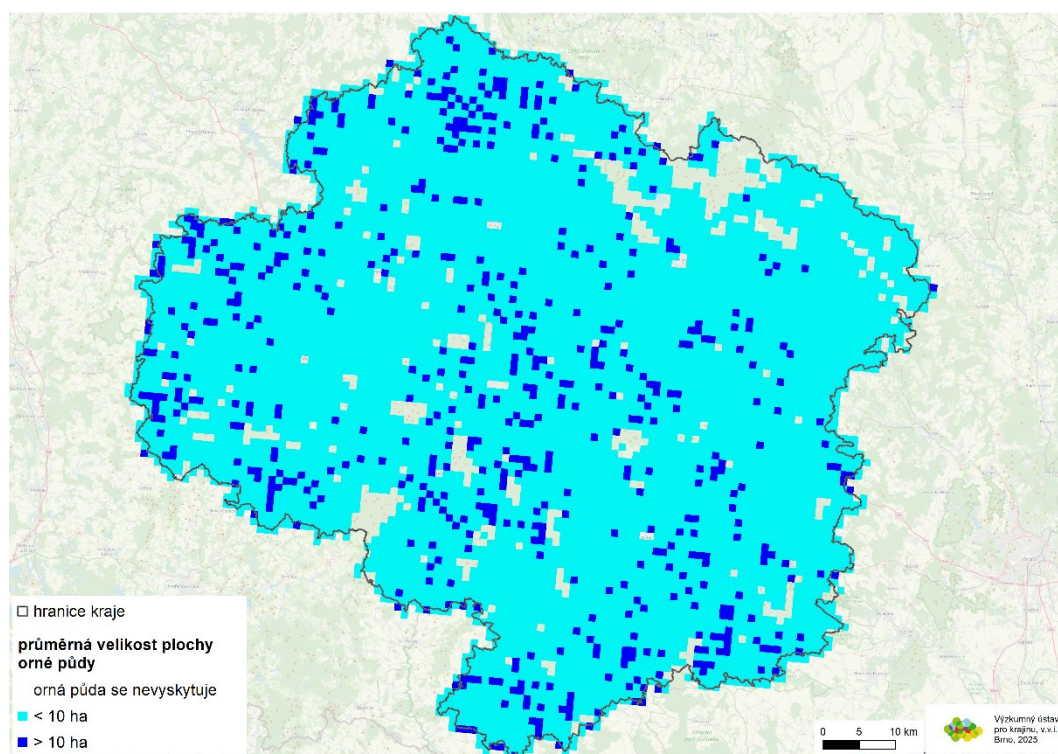 hranice kraje
průměrná velikost plochy
orné půdy
orná půda se nevyskytuje
< 10 ha
> 10 ha
0 5 10 km
Výzkumný ústav
pro krajinu, v.v.i.
Brno, 2025